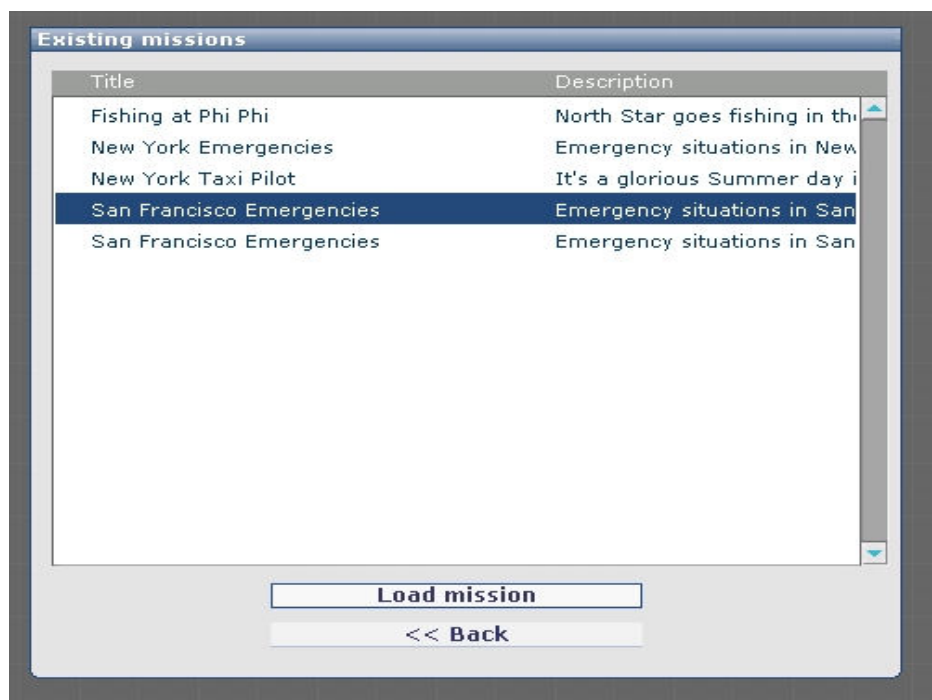 Existing missions
Title Description
Fishing at Phi Phi North Star goes fishing in
New York Emergencies Emergency situations in New
New York Taxi Pilot It's a glorious Summer day i
San Francisco Emergencies Emergency situations in San
San Francisco Emergencies Emergency situations in San
Load mission
<< Back